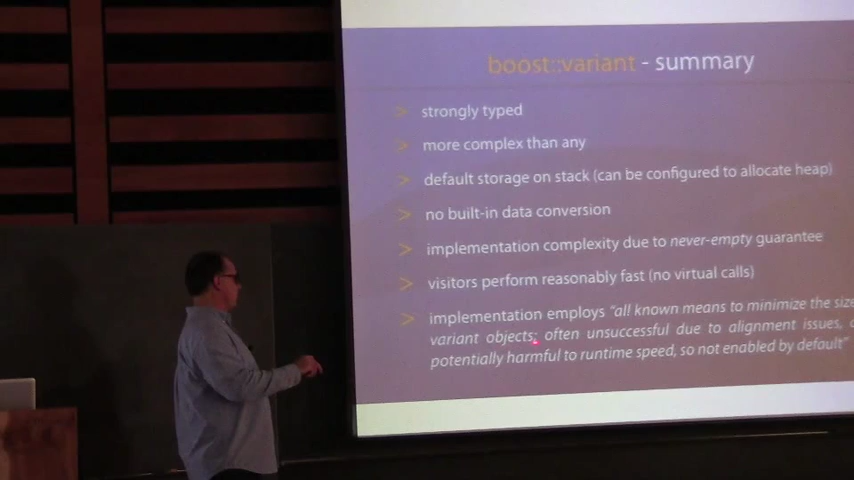 boost::variant - summary
> strongly typed
> more complex than any
> default storage on stack (can be configured to allocate heap)
> no built-in data conversion
> implementation complexity due to never-empty guarantee
> visitors perform reasonably fast (no virtual calls)
> implementation employs "all known means to minimize the size
variant objects; often unsuccessful due to alignment issues,
potentially harmful to runtime speed, so not enabled by default"